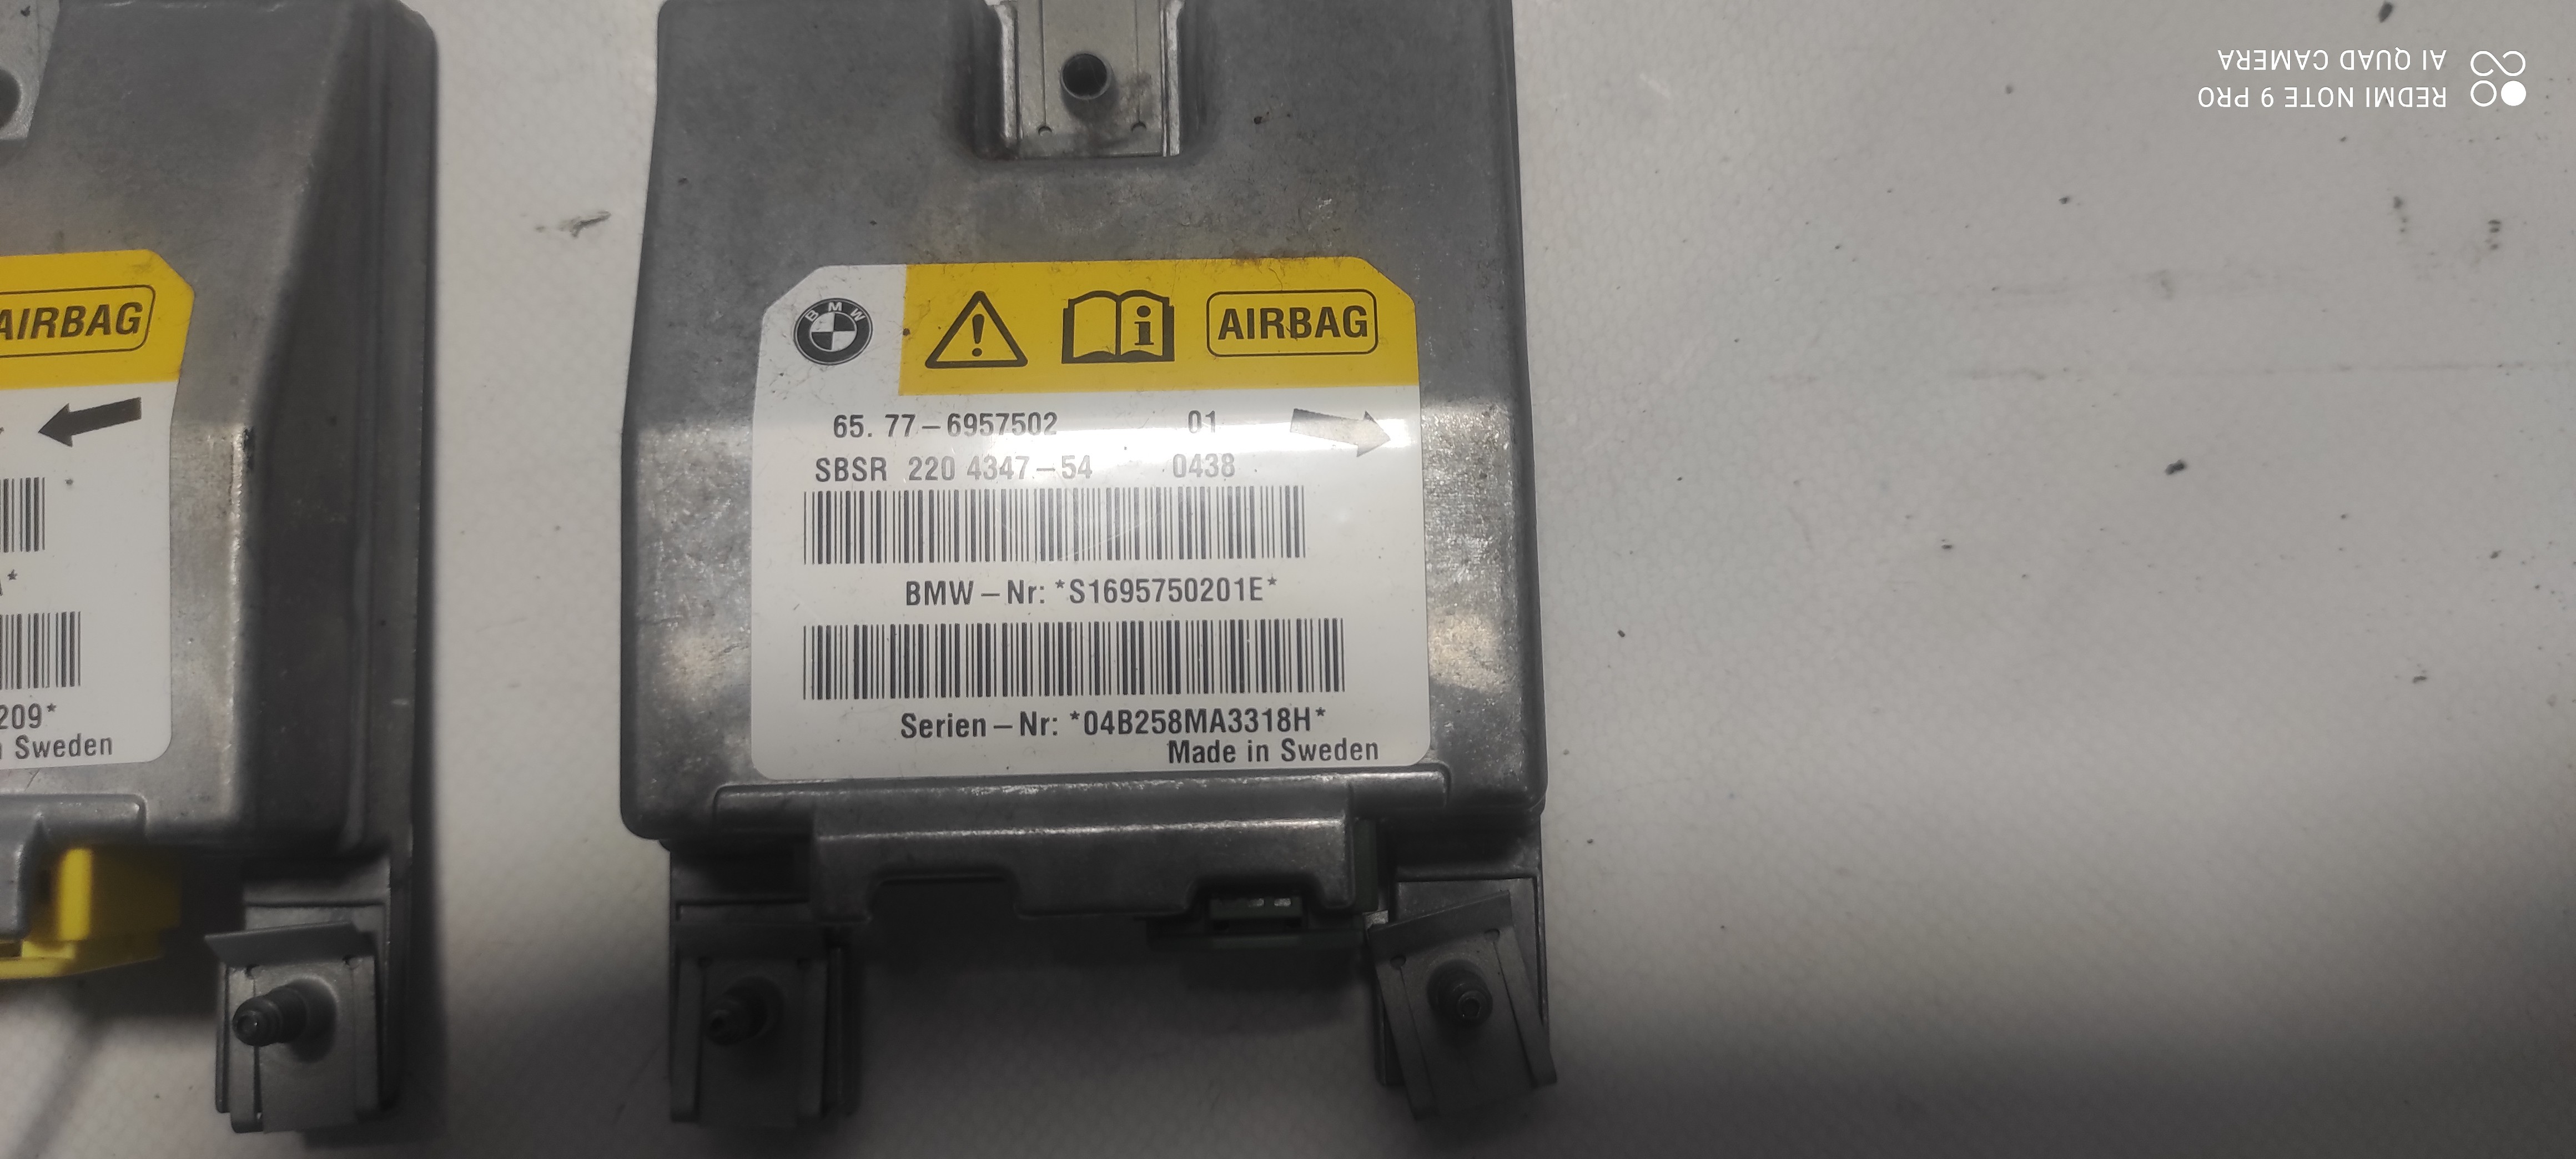 AI QUAD CAMERA
REDMI NOTE 9 PRO
AIRBAG
209*
Sweden
BMW
AIRBAG
65. 77-6957502 01
SBSR 220 4347-54 0438
BMW-Nr: *S1695750201E*
Serien-Nr: *04B258MA3318H*
Made in Sweden